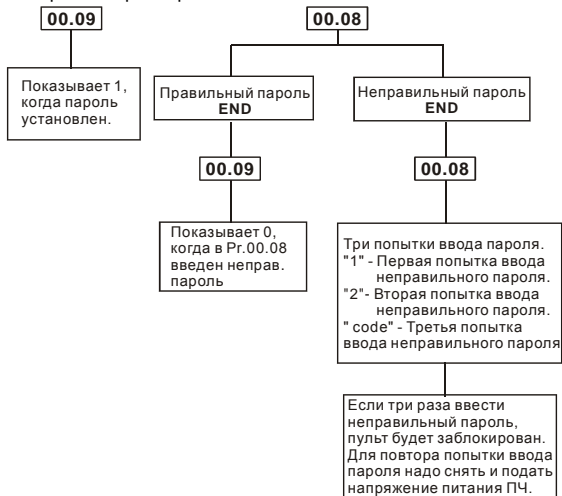 00.09
00.08
Показывает 1,
когда пароль
установлен.
Правильный пароль
END
Неправильный пароль
END
00.09
00.08
Показывает 0,
когда в Pr.00.08
введен неправ.
пароль
Три попытки ввода пароля.
"1" - Первая попытка ввода
неправильного пароля.
"2"- Вторая попытка ввода
неправильного пароля.
" code" - Третья попытка
ввода неправильного пароля
Если три раза ввести
неправильный пароль,
пульт будет заблокирован.
Для повтора попытки ввода
пароля надо снять и подать
напряжение питания ПЧ.